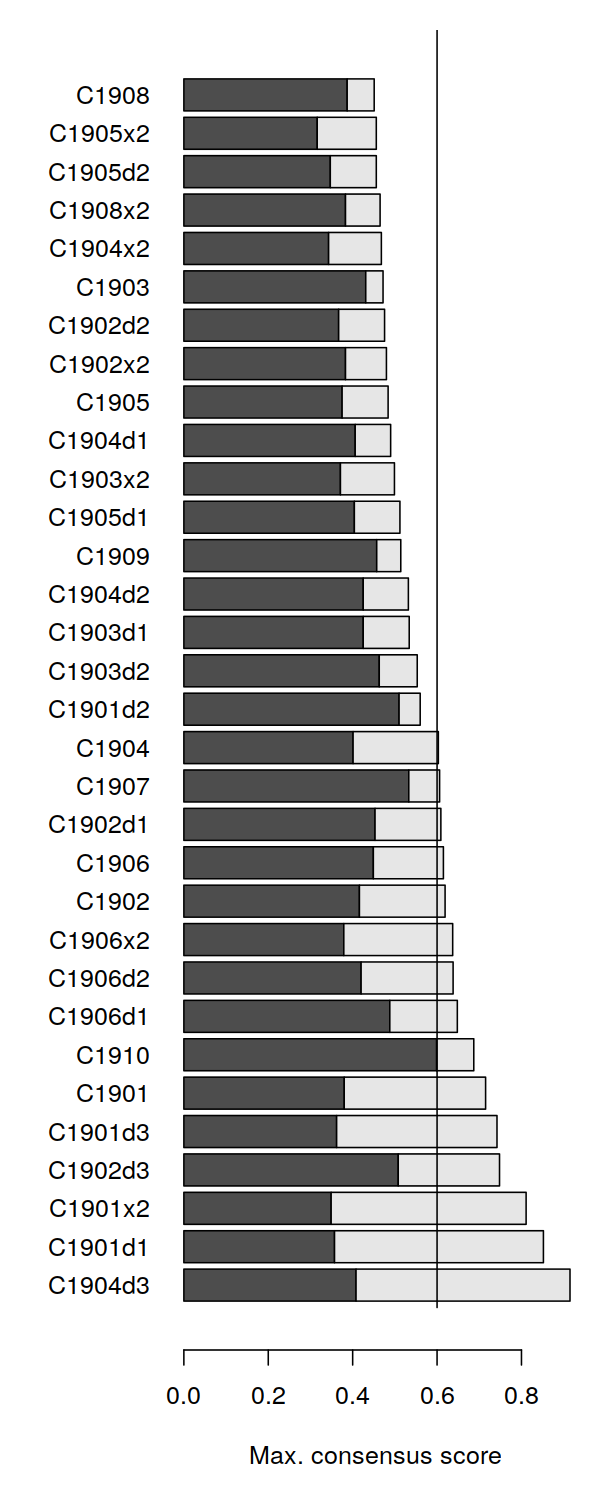 C1908
C1905x2
C1905d2
C1908x2
C1904x2
C1903
C1902d2
C1902x2
C1905
C1904d1
C1903x2
C1905d1
C1909
C1904d2
C1903d1
C1903d2
C1901d2
C1904
C1907
C1902d1
C1906
C1902
C1906x2
C1906d2
C1906d1
C1910
C1901
C1901d3
C1902d3
C1901x2
C1901d1
C1904d3
0.0 0.2 0.4 0.6 0.8
Max. consensus score